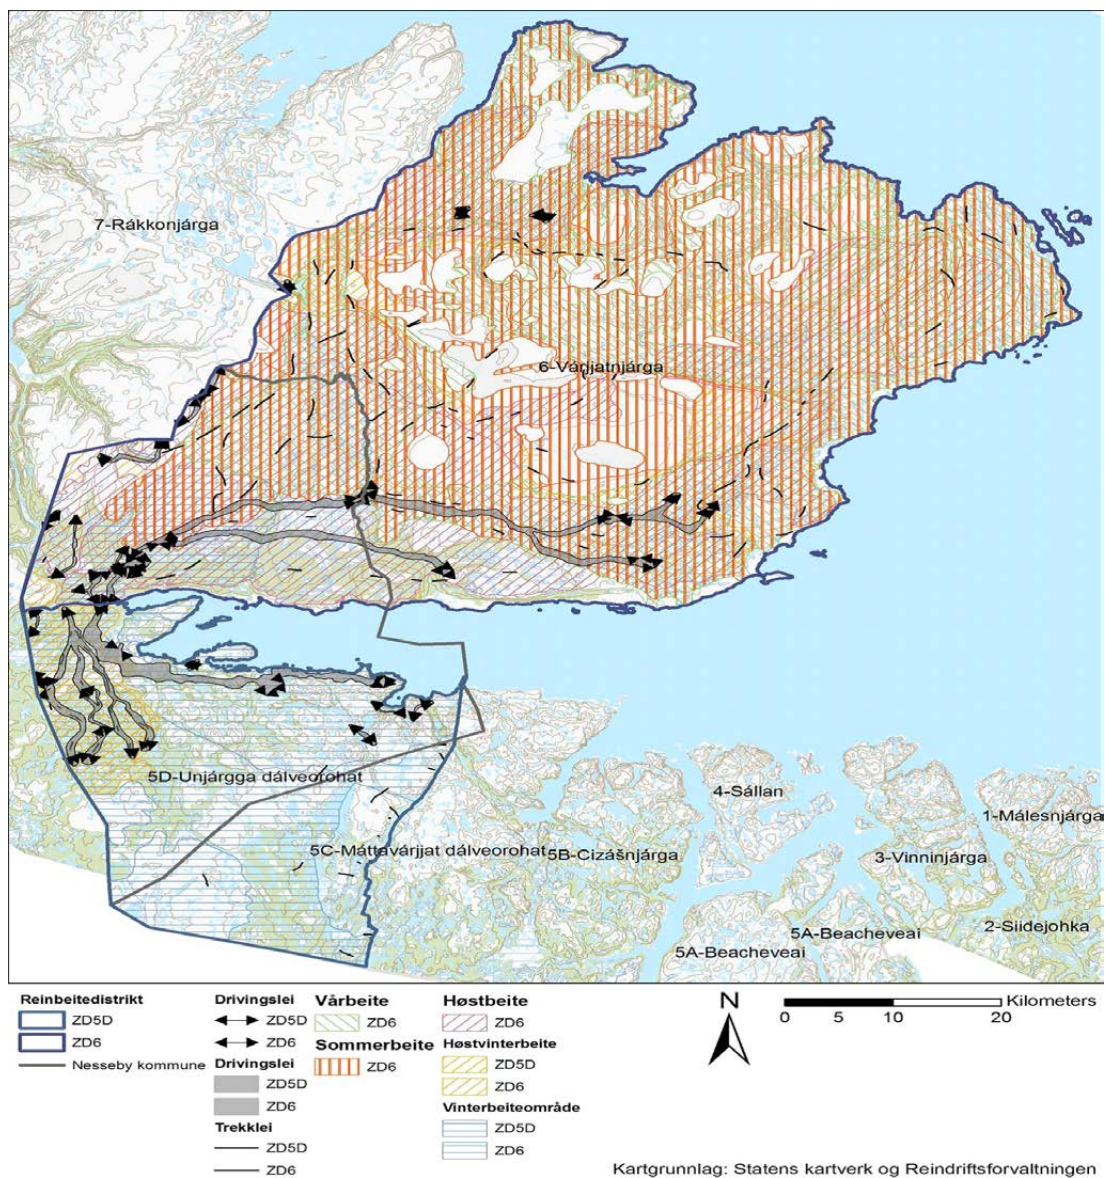 7-Rákkonjárga
6-Várjjatnjárga
5D-Unjárgga dálveorohat
4-Sállan
1-Málesnjárga
5C-Máttavárjjat dálveorohat
5B-Cizášnjárga
3-Vinninjárga
5A-Beacheveai
5A-Beacheveai
2-Siidejohka
Reinbeitedistrikt
ZD5D
ZD6
Nesseby kommune
Drivingslei
ZD5D
ZD6
Drivingslei
ZD5D
ZD6
Trekklei
ZD5D
ZD6
Vårbeite
ZD6
Sommerbeite
ZD6
Høstbeite
ZD6
Høstvinterbeite
ZD5D
ZD6
Vinterbeiteområde
ZD5D
ZD6
N
Kilometers
0 5 10 20
Kartgrunnlag: Statens kartverk og Reindriftsforvaltningen